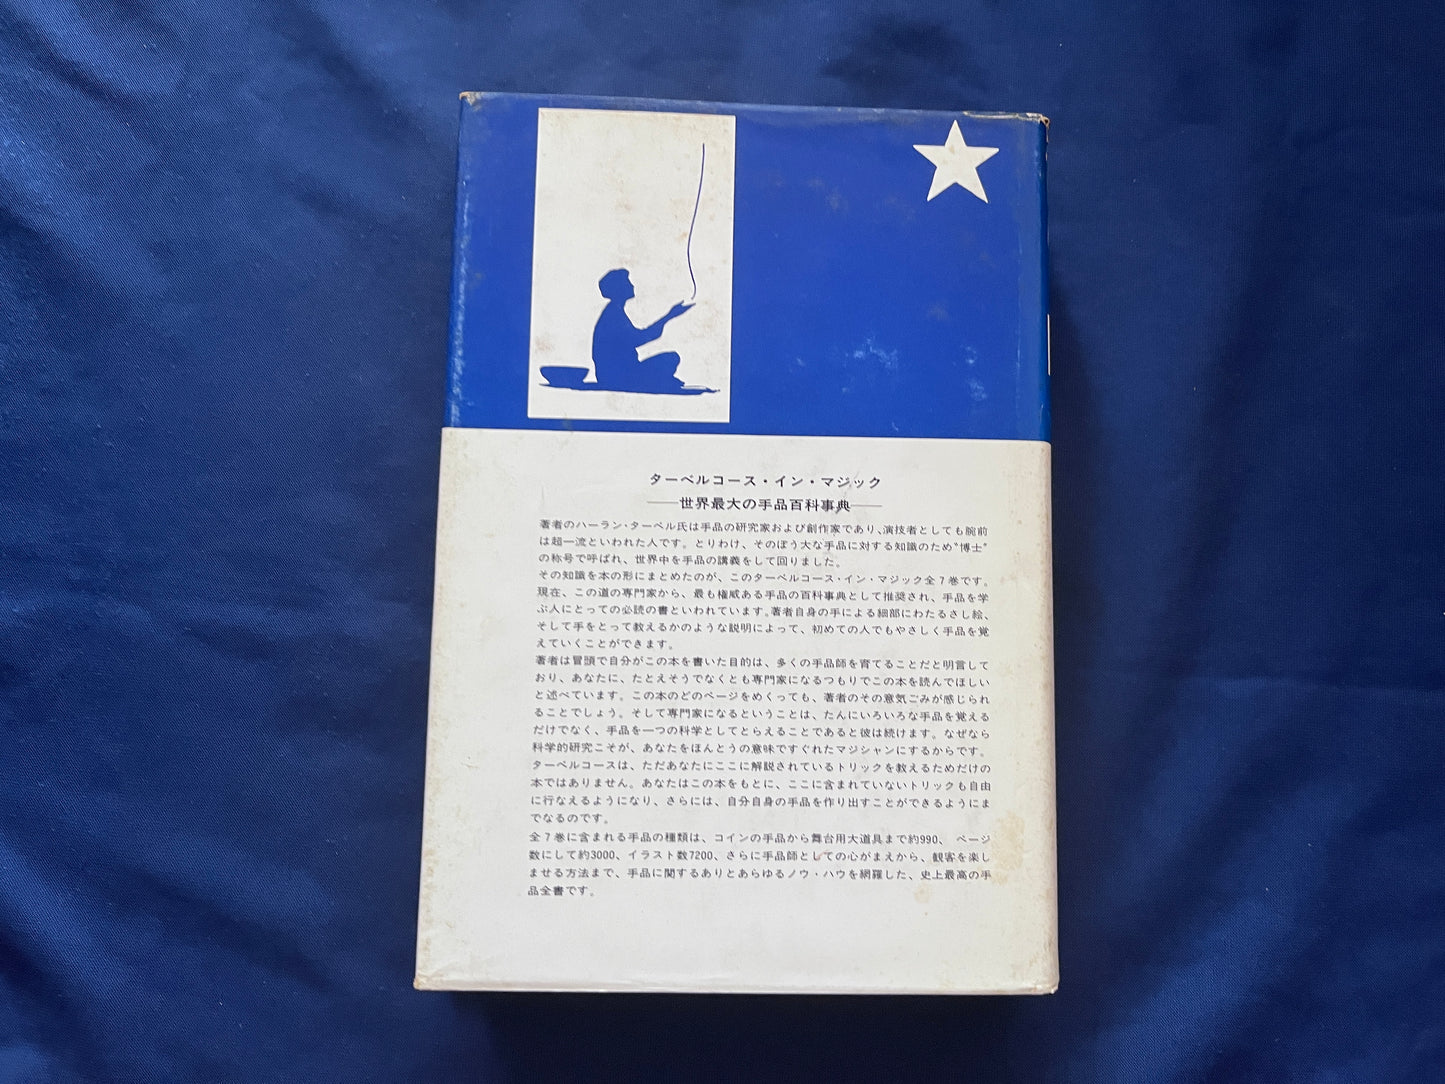 ターベルコース・イン・マジック
——世界最大の手品百科事典——
著者のハーラン・ターベル氏は手品の研究家および創作家であり、演技者としても腕前
は超一流といわれた人です。とりわけ、そのぼう大な手品に対する知識のため“博士”
の称号で呼ばれ、世界中を手品の講義をして回りました。
その知識を本の形にまとめたのが、このターベルコース・イン・マジック全7巻です。
現在、この道の専門家から、最も権威ある手品の百科事典として推奨され、手品を学
ぶ人にとっての必読の書といわれています。著者自身の手による細部にわたるさし絵、
そして手をとって教えるかのような説明によって、初めての人でもやさしく手品を覚
えていくことができます。
著者は冒頭で自分がこの本を書いた目的は、多くの手品師を育てることだと明言して
おり、あなたに、たとえそうでなくとも専門家になるつもりでこの本を読んでほしい
と述べています。この本のどのページをめくっても、著者のその意気ごみが感じられ
ることでしょう。そして専門家になるということは、たんにいろいろな手品を覚える
だけでなく、手品を一つの科学としてとらえることであると彼は続けます。なぜなら
科学的研究こそが、あなたをほんとうの意味ですぐれたマジシャンにするからです。
ターベルコースは、ただあなたにここに解説されているトリックを教えるためだけの
本ではありません。あなたはこの本をもとに、ここに含まれていないトリックも自由
に行なえるようになり、さらには、自分自身の手品を作り出すことができるようにま
でなるのです。
全7巻に含まれる手品の種類は、コインの手品から舞台用大道具まで約990、ページ
数にして約3000、イラスト数7200、さらに手品師としての心がまえから、観客を楽し
ませる方法まで、手品に関するありとあらゆるノウ・ハウを網羅した、史上最高の手
品全書です。